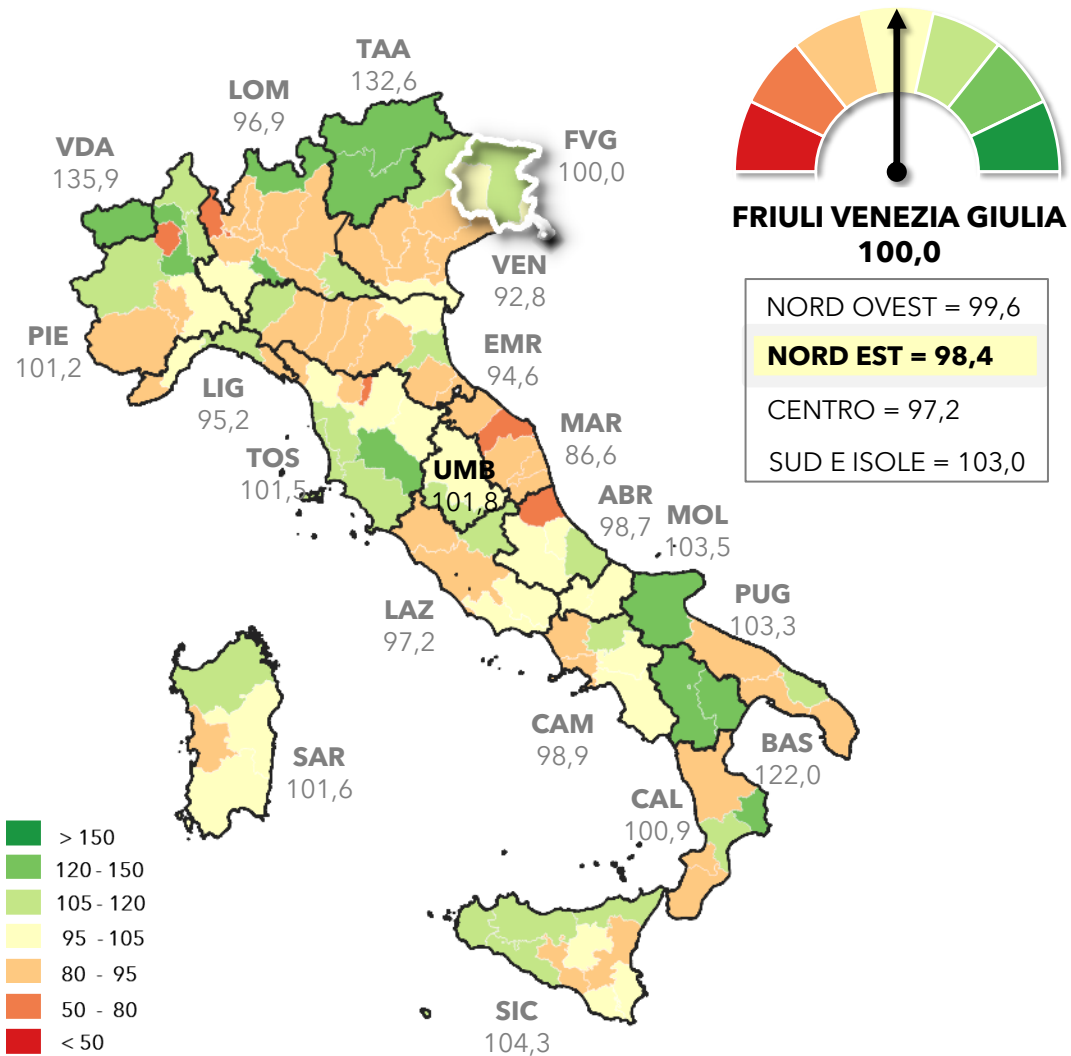 TAA
132,6
LOM
96,9
VDA
135,9
FVG
100,0
FRIULI VENEZIA GIULIA
100,0
VEN
92,8
NORD OVEST = 99,6
NORD EST = 98,4
CENTRO = 97,2
SUD E ISOLE = 103,0
PIE
101,2
EMR
94,6
LIG
95,2
MAR
86,6
TOS
101,5
UMB
101,8
ABR
98,7
MOL
103,5
PUG
103,3
LAZ
97,2
CAM
98,9
BAS
122,0
SAR
101,6
CAL
100,9
SIC
104,3
> 150
120 - 150
105 - 120
95 - 105
80 - 95
50 - 80
< 50